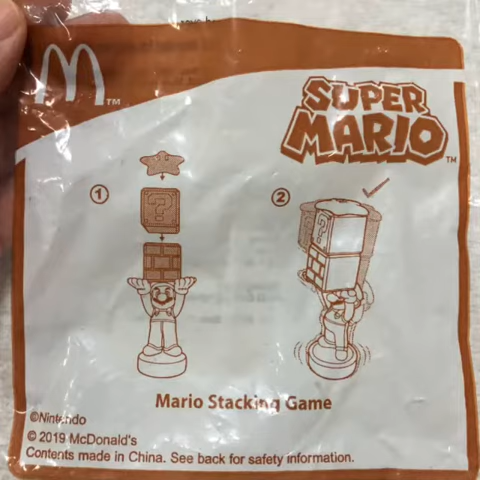 TM
SUPER
MARIO
TM
1
2
?
?
Mario Stacking Game
©Nintendo
© 2019 McDonald's
Contents made in China. See back for safety information.